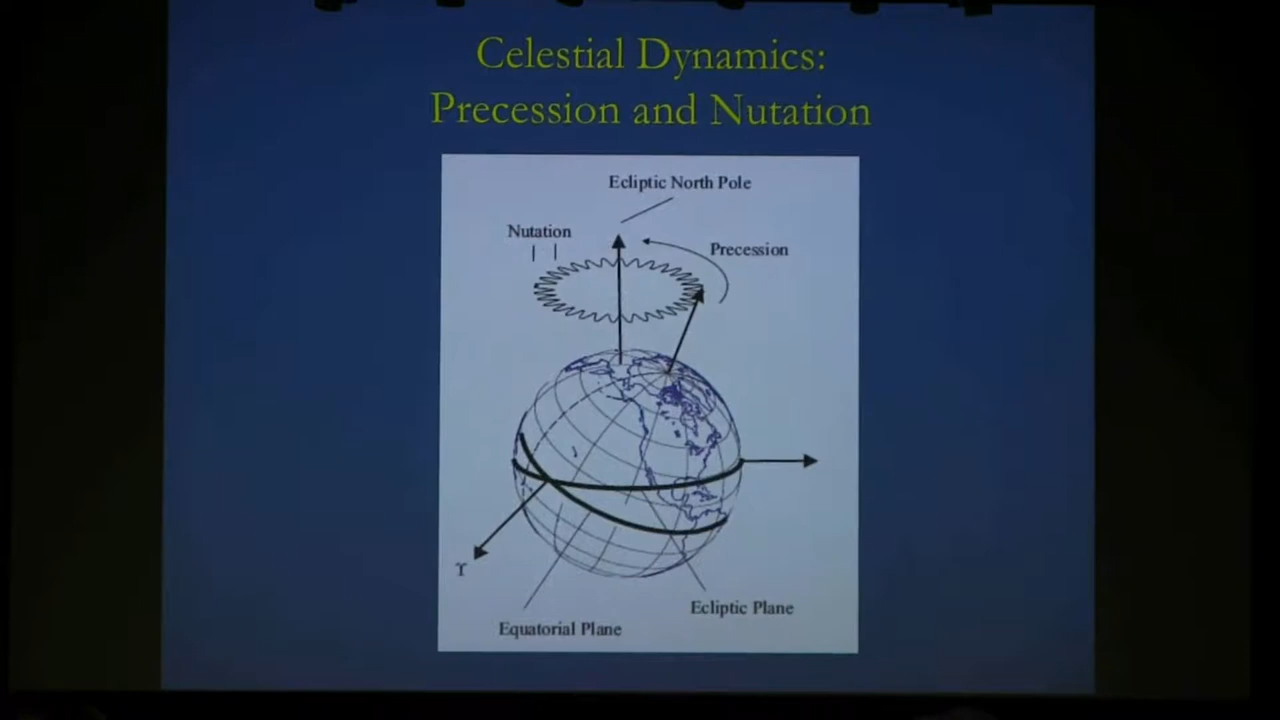 Celestial Dynamics:
Precession and Nutation
Ecliptic North Pole
Nutation
Precession
ϒ
Ecliptic Plane
Equatorial Plane